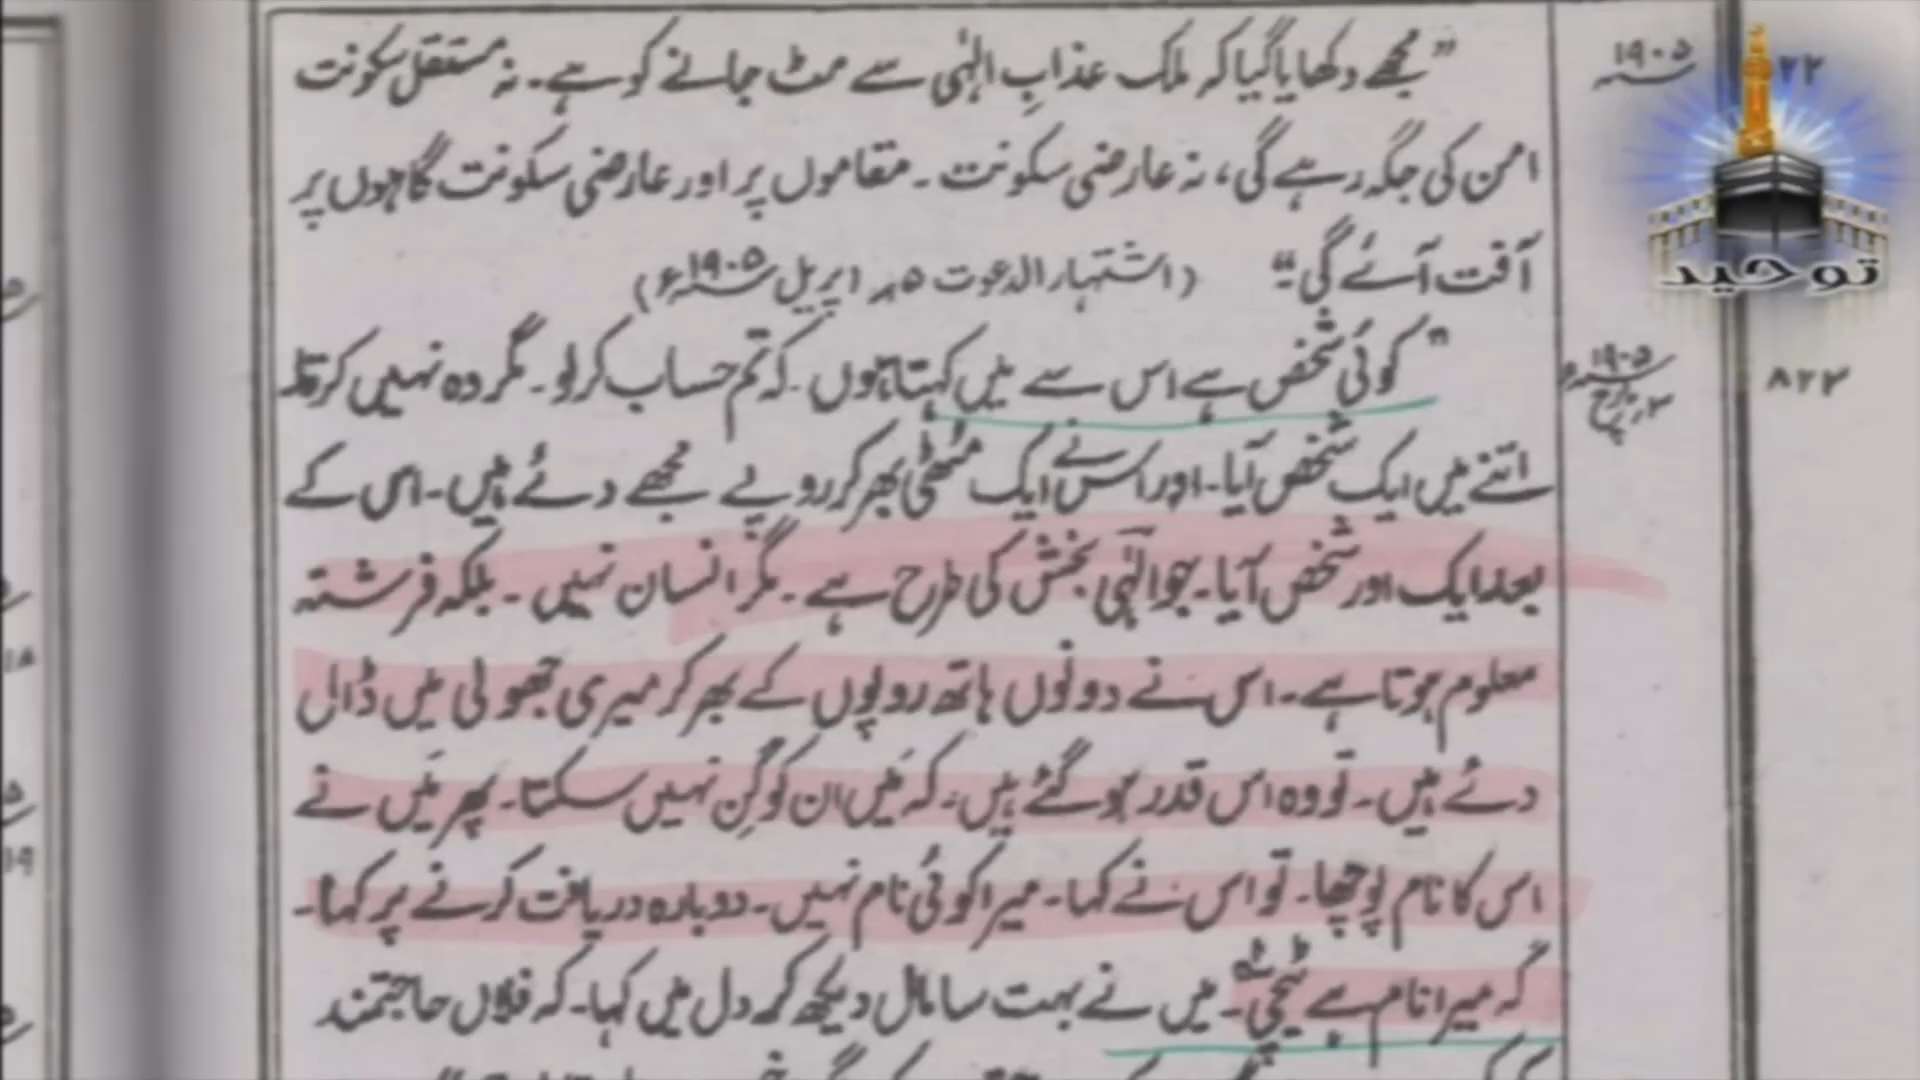 ۱۹۰۵ء
"مجھے دکھایا گیا کہ ملک عذابِ الٰہی سے مٹ جانے کو ہے۔ نہ مستقل سکونت
امن کی جگہ رہے گی، نہ عارضی سکونت۔ مقاموں پر اور عارضی سکونت گاہوں پر
آفت آئے گی" (اشتہار الدعوت ۵ اپریل ۱۹۰۵ء)
توحید
۱۹۰۵ء
مارچ
"کوئی شخص ہے اس سے میں کہتا ہوں۔ کہ تم حساب کر لو۔ مگر وہ نہیں کرتا۔
اتنے میں ایک شخص آیا۔ اور اس نے ایک مٹھی بھر کر روپے مجھے دئے ہیں۔ اس کے
بعد ایک اور شخص آیا۔ جو الٰہی بخش کی طرح ہے۔ مگر انسان نہیں۔ بلکہ فرشتہ
معلوم ہوتا ہے۔ اس نے دونوں ہاتھ روپوں کے بھر کر میری جھولی میں ڈال
دئے ہیں۔ تو وہ اس قدر ہو گئے ہیں۔ کہ مَیں ان کو گِن نہیں سکتا۔ پھر مَیں نے
اس کا نام پوچھا۔ تو اس نے کہا۔ میرا کوئی نام نہیں۔ دوبارہ دریافت کرنے پر کہا۔
کہ میرا نام ہے ٹیچی۔ میں نے بہت سا مال دیکھ کر دل میں کہا۔ کہ فلاں حاجتمند